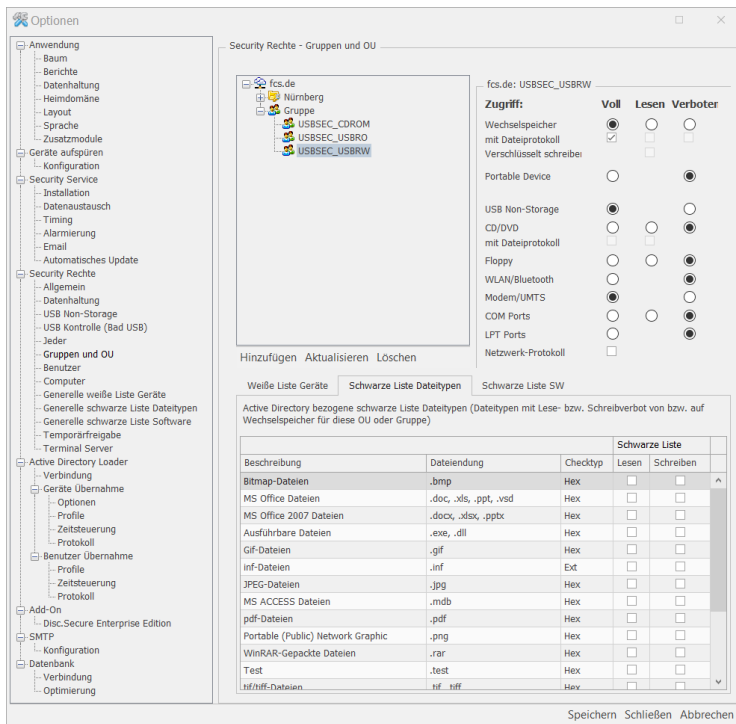 Optionen
Anwendung
Baum
Berichte
Datenhaltung
Heimdomäne
Layout
Sprache
Zusatzmodule
Geräte aufspüren
Konfiguration
Security Service
Installation
Datenaustausch
Timing
Alarmierung
Email
Automatisches Update
Security Rechte
Allgemein
Datenhaltung
USB Non-Storage
USB Kontrolle (Bad USB)
Jeder
Gruppen und OU
Benutzer
Computer
Generelle weiße Liste Geräte
Generelle schwarze Liste Dateitypen
Generelle schwarze Liste Software
Temporärfreigabe
Terminal Server
Active Directory Loader
Verbindung
Geräte Übernahme
Optionen
Profile
Zeitsteuerung
Protokoll
Benutzer Übernahme
Profile
Zeitsteuerung
Protokoll
Add-On
Disc.Secure Enterprise Edition
SMTP
Konfiguration
Datenbank
Verbindung
Optimierung
Security Rechte - Gruppen und OU
fcs.de
Nürnberg
Gruppe
USBSEC_CDROM
USBSEC_USBRO
USBSEC_USBRW
Hinzufügen Aktualisieren Löschen
fcs.de: USBSEC_USBRW
Zugriff: Voll Lesen Verboten
Wechselspeicher
mit Dateiprotokoll
Verschlüsselt schreiben
Portable Device
USB Non-Storage
CD/DVD
mit Dateiprotokoll
Floppy
WLAN/Bluetooth
Modem/UMTS
COM Ports
LPT Ports
Netzwerk-Protokoll
Weiße Liste Geräte Schwarze Liste Dateitypen Schwarze Liste SW
Active Directory bezogene schwarze Liste Dateitypen (Dateitypen mit Lese- bzw. Schreibverbot von bzw. auf
Wechselspeicher für diese OU oder Gruppe)
Schwarze Liste
Beschreibung Dateiendung Checktyp Lesen Schreiben
Bitmap-Dateien .bmp Hex
MS Office Dateien .doc, .xls, .ppt, .vsd Hex
MS Office 2007 Dateien .docx, .xlsx, .pptx Hex
Ausführbare Dateien .exe, .dll Hex
Gif-Dateien .gif Hex
inf-Dateien .inf Ext
JPEG-Dateien .jpg Hex
MS ACCESS Dateien .mdb Hex
pdf-Dateien .pdf Hex
Portable (Public) Network Graphic .png Hex
WinRAR-Gepackte Dateien .rar Hex
Test .test Hex
tif/tiff-Dateien .tif, .tiff Hex
Speichern Schließen Abbrechen